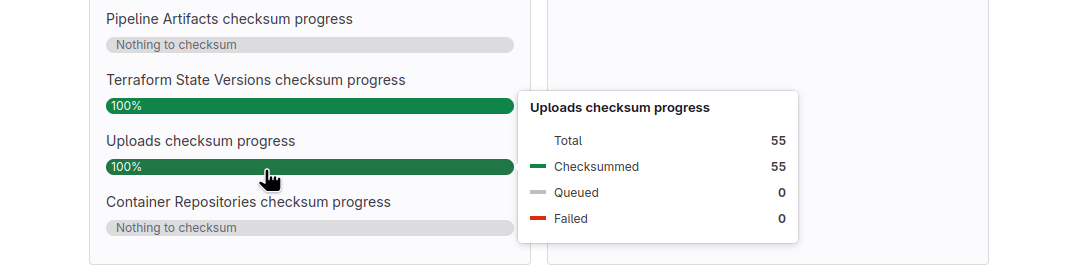 Pipeline Artifacts checksum progress
Nothing to checksum
Terraform State Versions checksum progress
100%
Uploads checksum progress
100%
Container Repositories checksum progress
Nothing to checksum
Uploads checksum progress
Total 55
Checksummed 55
Queued 0
Failed 0